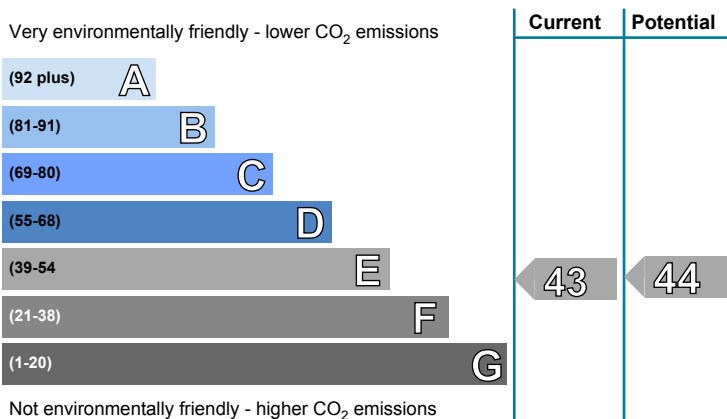 Very environmentally friendly - lower CO2 emissions
Current Potential
(92 plus) A
(81-91) B
(69-80) C
(55-68) D
(39-54 E
43 44
(21-38) F
(1-20) G
Not environmentally friendly - higher CO2 emissions